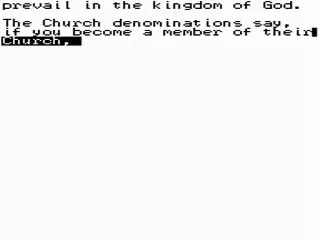 prevail in the kingdom of God.
The Church denominations say,
if you become a member of their
Church,